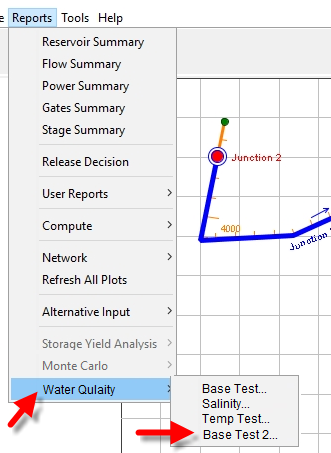 Reports Tools Help
Reservoir Summary
Flow Summary
Power Summary
Gates Summary
Stage Summary
Release Decision
User Reports
Compute
Network
Refresh All Plots
Alternative Input
Storage Yield Analysis
Monte Carlo
Water Qulaity
Base Test...
Salinity...
Temp Test...
Base Test 2...
Junction 2
4000
Junction